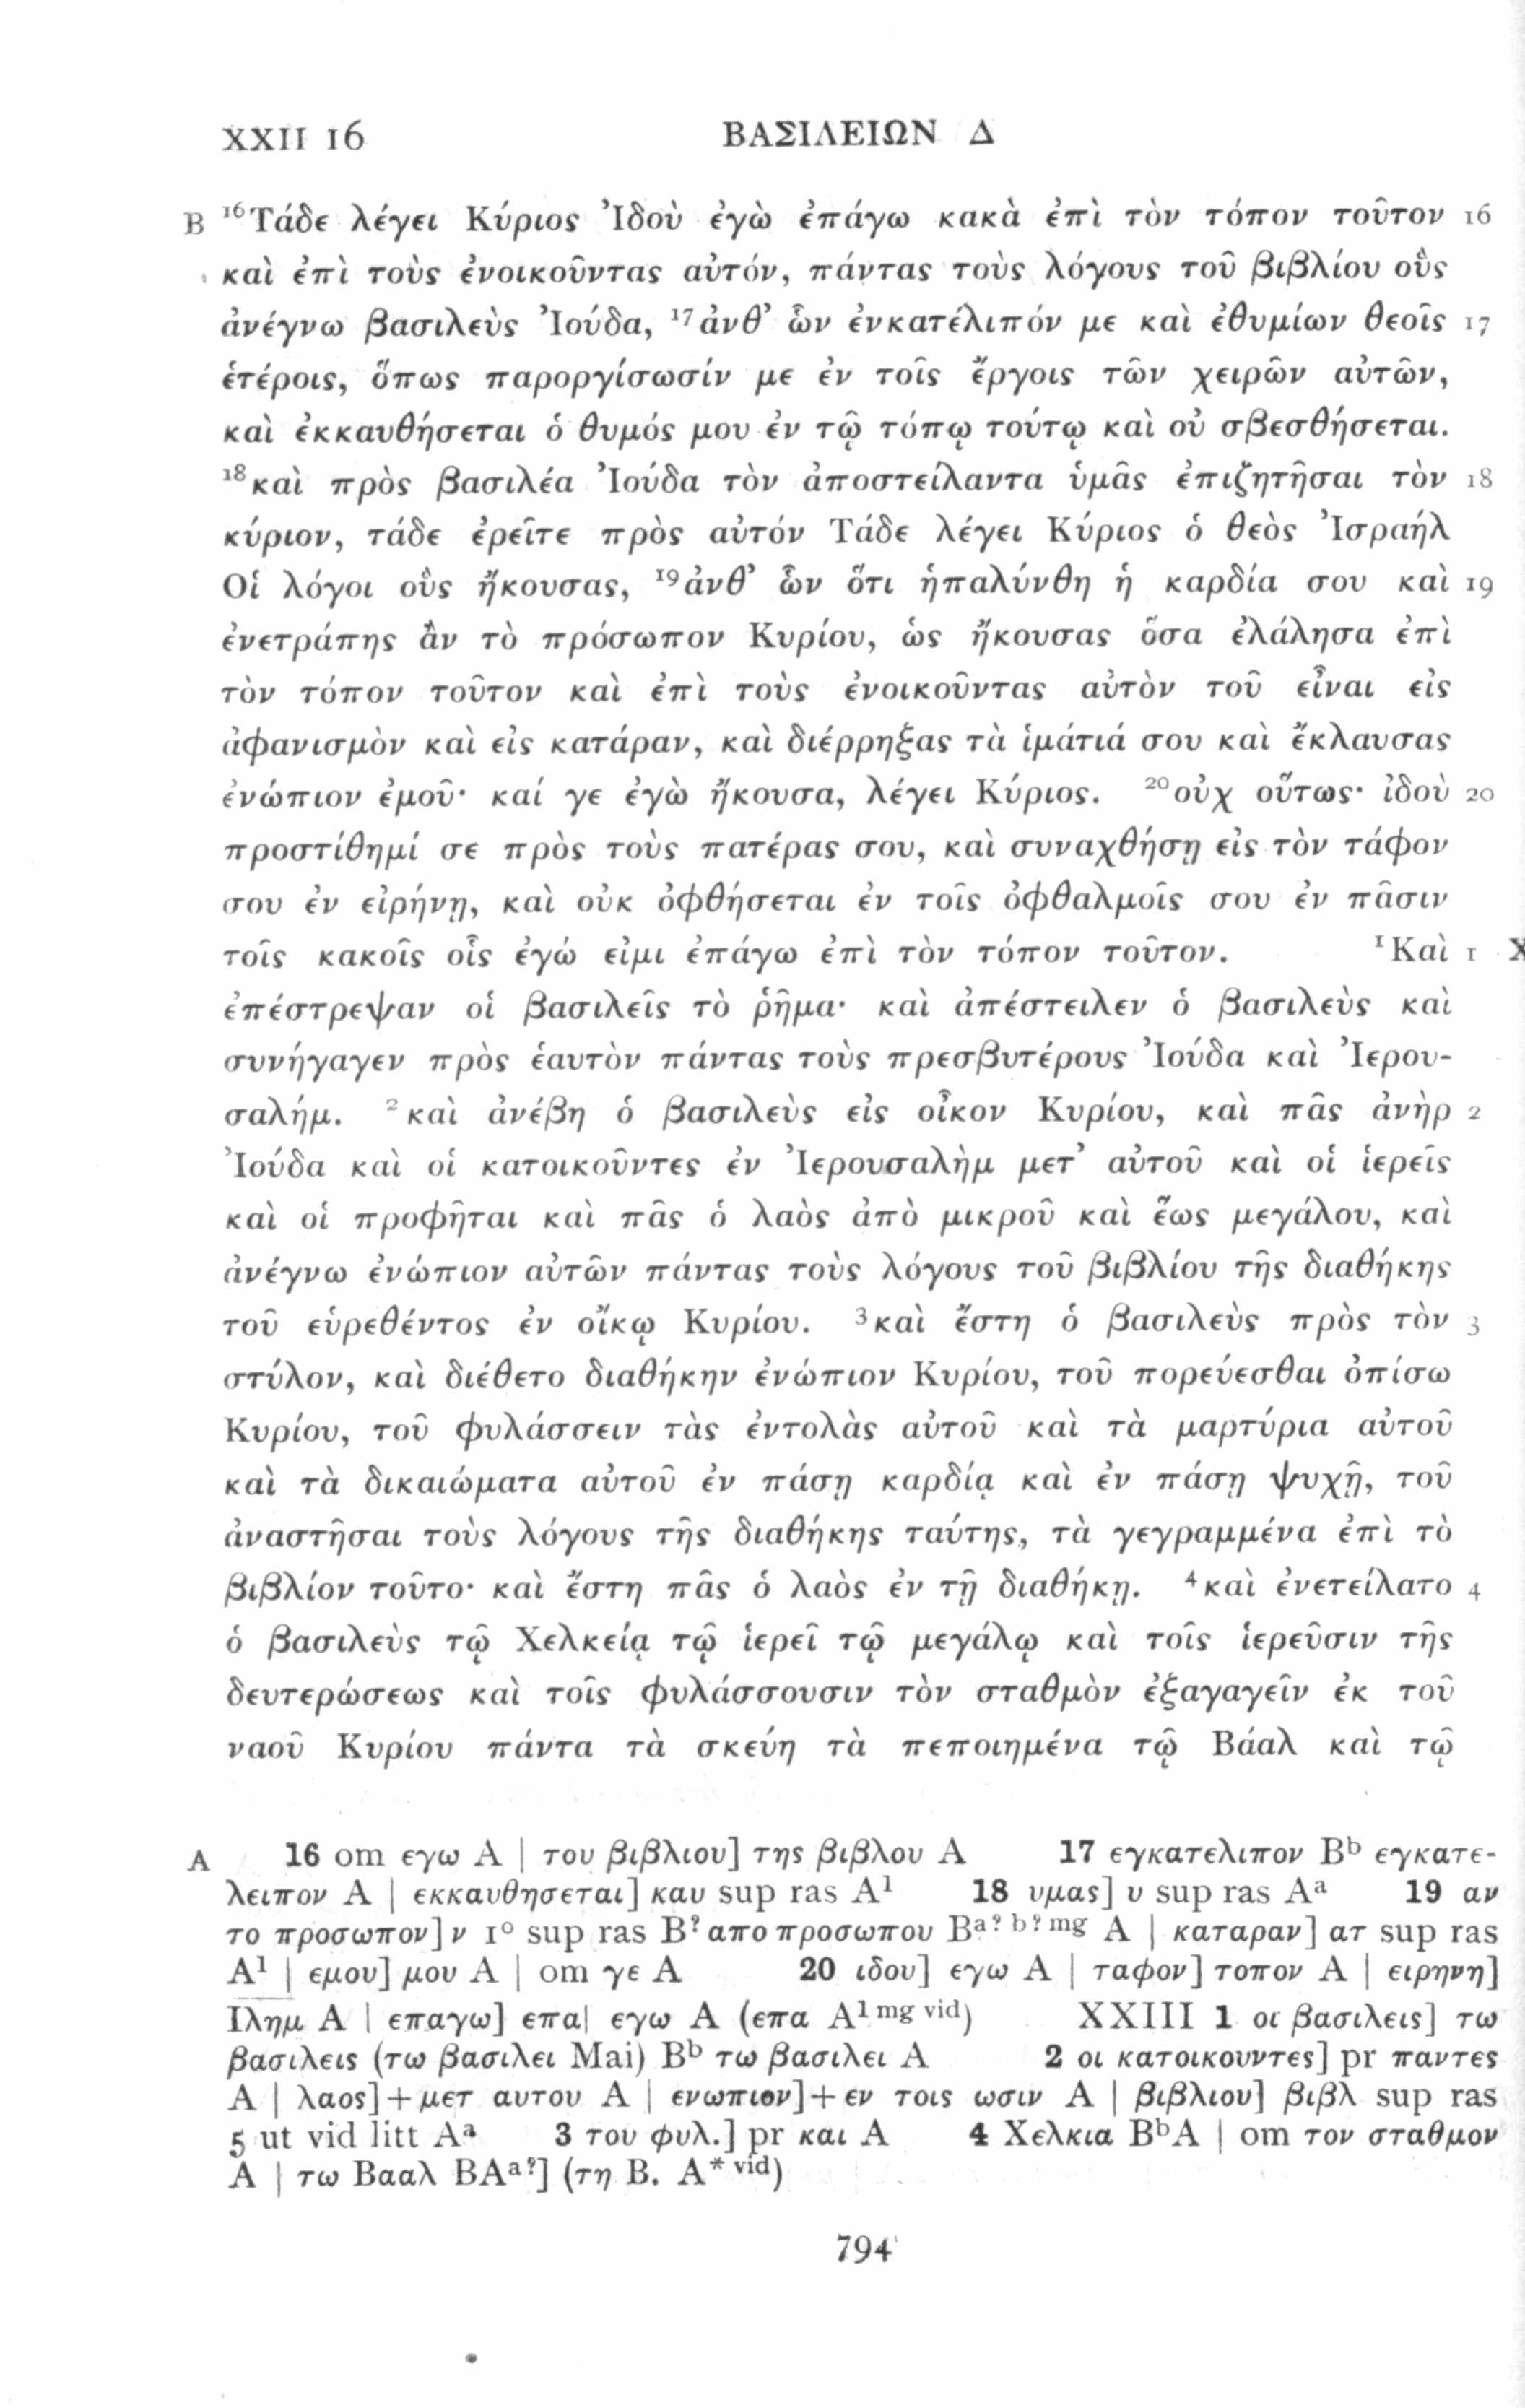 XXII 16 ΒΑΣΙΛΕΙΩΝ Δ
B ¹⁶Τάδε λέγει Κύριος Ἰδοὺ ἐγὼ ἐπάγω κακὰ ἐπὶ τὸν τόπον τοῦτον 16
καὶ ἐπὶ τοὺς ἐνοικοῦντας αὐτόν, πάντας τοὺς λόγους τοῦ βιβλίου οὓς
ἀνέγνω βασιλεὺς Ἰούδα, ¹⁷ἀνθ’ ὧν ἐνκατέλιπόν με καὶ ἐθυμίων θεοῖς 17
ἑτέροις, ὅπως παροργίσωσίν με ἐν τοῖς ἔργοις τῶν χειρῶν αὐτῶν,
καὶ ἐκκαυθήσεται ὁ θυμός μου ἐν τῷ τόπῳ τούτῳ καὶ οὐ σβεσθήσεται.
¹⁸καὶ πρὸς βασιλέα Ἰούδα τὸν ἀποστείλαντα ὑμᾶς ἐπιζητῆσαι τὸν 18
κύριον, τάδε ἐρεῖτε πρὸς αὐτόν Τάδε λέγει Κύριος ὁ θεὸς Ἰσραήλ
Οἱ λόγοι οὓς ἤκουσας, ¹⁹ἀνθ’ ὧν ὅτι ἡπαλύνθη ἡ καρδία σου καὶ 19
ἐνετράπης ἂν τὸ πρόσωπον Κυρίου, ὡς ἤκουσας ὅσα ἐλάλησα ἐπὶ
τὸν τόπον τοῦτον καὶ ἐπὶ τοὺς ἐνοικοῦντας αὐτὸν τοῦ εἶναι εἰς
ἀφανισμὸν καὶ εἰς κατάραν, καὶ διέρρηξας τὰ ἱμάτιά σου καὶ ἔκλαυσας
ἐνώπιον ἐμοῦ· καί γε ἐγὼ ἤκουσα, λέγει Κύριος. ²⁰οὐχ οὕτως· ἰδοὺ 20
προστίθημί σε πρὸς τοὺς πατέρας σου, καὶ συναχθήσῃ εἰς τὸν τάφον
σου ἐν εἰρήνῃ, καὶ οὐκ ὀφθήσεται ἐν τοῖς ὀφθαλμοῖς σου ἐν πᾶσιν
τοῖς κακοῖς οἷς ἐγώ εἰμι ἐπάγω ἐπὶ τὸν τόπον τοῦτον. ¹Καὶ 1 X
ἐπέστρεψαν οἱ βασιλεῖς τὸ ῥῆμα· καὶ ἀπέστειλεν ὁ βασιλεὺς καὶ
συνήγαγεν πρὸς ἑαυτὸν πάντας τοὺς πρεσβυτέρους Ἰούδα καὶ Ἰερου-
σαλήμ. ²καὶ ἀνέβη ὁ βασιλεὺς εἰς οἶκον Κυρίου, καὶ πᾶς ἀνὴρ 2
Ἰούδα καὶ οἱ κατοικοῦντες ἐν Ἰερουσαλὴμ μετ’ αὐτοῦ καὶ οἱ ἱερεῖς
καὶ οἱ προφῆται καὶ πᾶς ὁ λαὸς ἀπὸ μικροῦ καὶ ἕως μεγάλου, καὶ
ἀνέγνω ἐνώπιον αὐτῶν πάντας τοὺς λόγους τοῦ βιβλίου τῆς διαθήκης
τοῦ εὑρεθέντος ἐν οἴκῳ Κυρίου. ³καὶ ἔστη ὁ βασιλεὺς πρὸς τὸν 3
στύλον, καὶ διέθετο διαθήκην ἐνώπιον Κυρίου, τοῦ πορεύεσθαι ὀπίσω
Κυρίου, τοῦ φυλάσσειν τὰς ἐντολὰς αὐτοῦ καὶ τὰ μαρτύρια αὐτοῦ
καὶ τὰ δικαιώματα αὐτοῦ ἐν πάσῃ καρδίᾳ καὶ ἐν πάσῃ ψυχῇ, τοῦ
ἀναστῆσαι τοὺς λόγους τῆς διαθήκης ταύτης, τὰ γεγραμμένα ἐπὶ τὸ
βιβλίον τοῦτο· καὶ ἔστη πᾶς ὁ λαὸς ἐν τῇ διαθήκῃ. ⁴καὶ ἐνετείλατο 4
ὁ βασιλεὺς τῷ Χελκείᾳ τῷ ἱερεῖ τῷ μεγάλῳ καὶ τοῖς ἱερεῦσιν τῆς
δευτερώσεως καὶ τοῖς φυλάσσουσιν τὸν σταθμὸν ἐξαγαγεῖν ἐκ τοῦ
ναοῦ Κυρίου πάντα τὰ σκεύη τὰ πεποιημένα τῷ Βάαλ καὶ τῷ
A 16 om εγω A | του βιβλιου] της βιβλου A 17 εγκατελιπον Bᵇ εγκατε-
λειπον A | εκκαυθησεται] καυ sup ras A¹ 18 υμας] υ sup ras Aᵃ 19 αν
το προσωπον] ν 1° sup ras B? απο προσωπου Bᵃ? ᵇ? ᵐᵍ A | καταραν] ατ sup ras
A¹ | εμου] μου A | om γε A 20 ιδου] εγω A | ταφον] τοπον A | ειρηνη]
Ιλημ A | επαγω] επα| εγω A (επα A¹ ᵐᵍ ᵛⁱᵈ) XXIII 1 οι βασιλεις] τω
βασιλεις (τω βασιλει Mai) Bᵇ τω βασιλει A 2 οι κατοικουντες] pr παντες
A | λαος]+μετ αυτου A | ενωπιον]+εν τοις ωσιν A | βιβλιου] βιβλ sup ras
5 ut vid litt Aᵃ 3 του φυλ.] pr και A 4 Χελκια BᵇA | om τον σταθμον
A | τω Βααλ BAᵃ?] (τη Β. A* ᵛⁱᵈ)
794